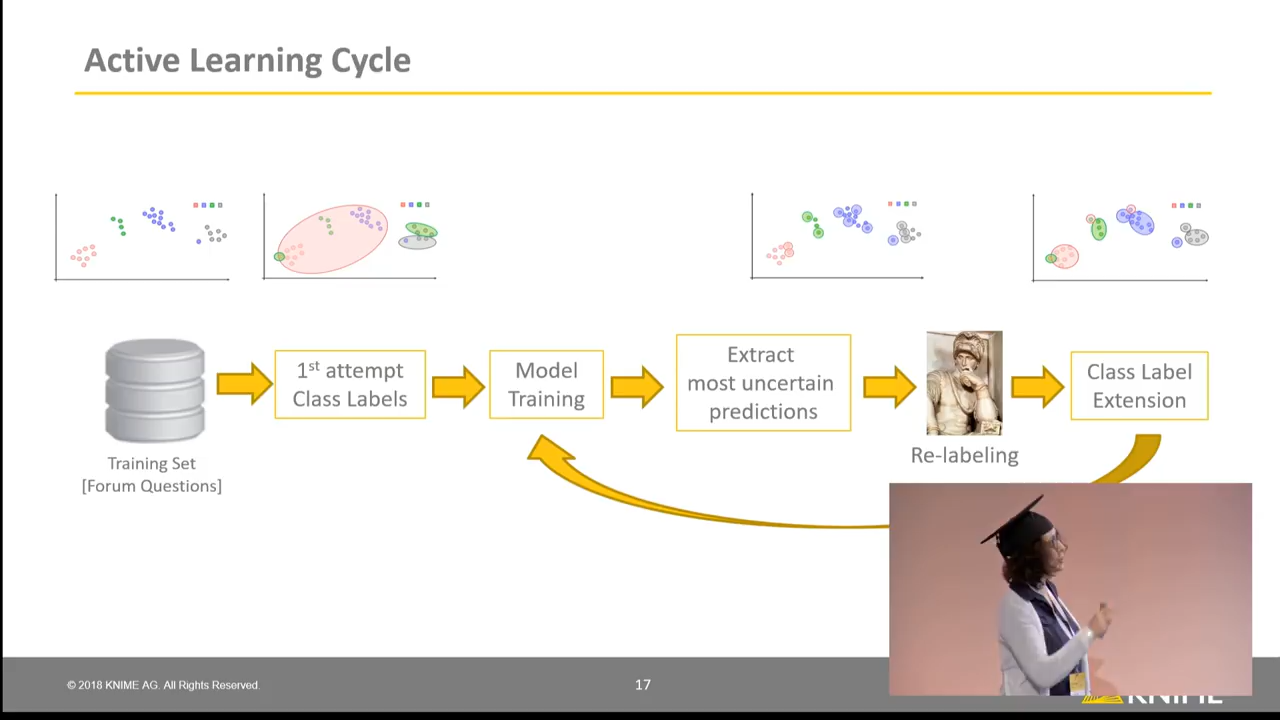 Active Learning Cycle
1st attempt
Class Labels
Model
Training
Extract
most uncertain
predictions
Class Label
Extension
Re-labeling
Training Set
[Forum Questions]
© 2018 KNIME AG. All Rights Reserved.
17
KNIME